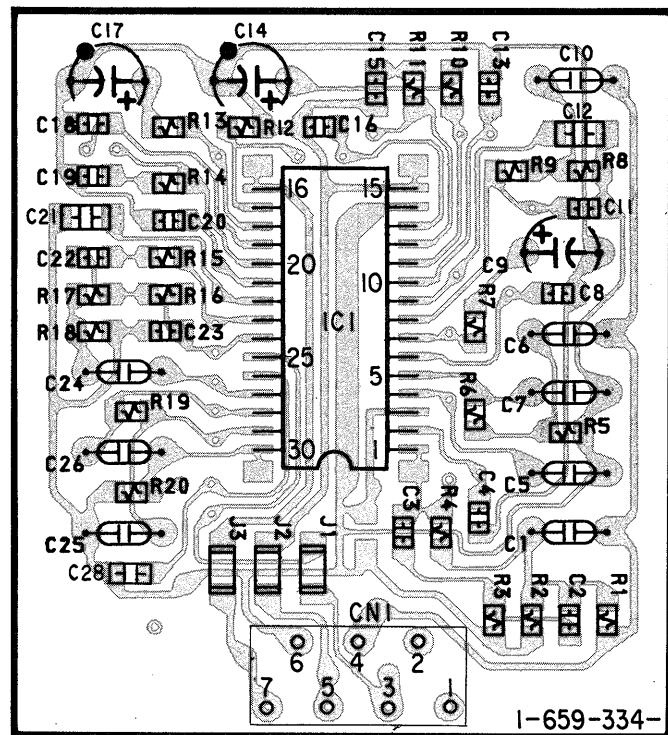 C17 C14 C15 R11 R10 C13 C10
C18 R13 R12 C16 C12
C19 R14 16 15 R9 R8
C21 C20 C11
C22 R15 20 10 C9
R17 R16 IC1 R7 C8
R18 C23 C6
C24 25 5 C7
R19 R6 R5
C26 30 1
R20 C5
C25 J3 J2 J1 C3 R4 C4 C1
C28
CN1 R3 R2 C2 R1
6 4 2
7 5 3 1
1-659-334-